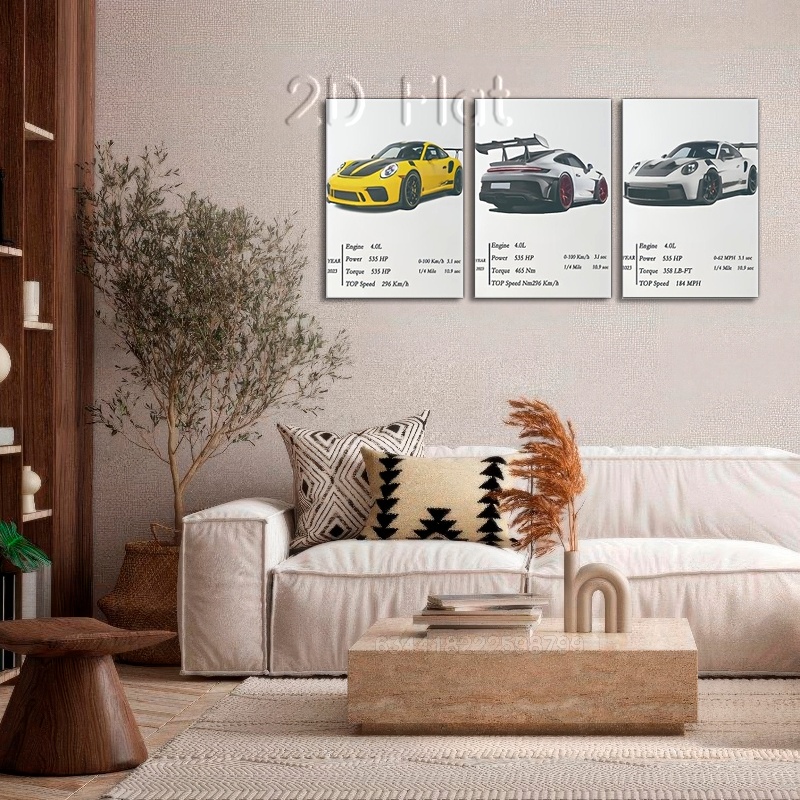 2D Flat
Engine 4.0L
Power 535 HP
0-100 Km/h 3.1 sec
YEAR
2023
Torque 535 HP
1/4 Mile 10.9 sec
TOP Speed 296 Km/h
Engine 4.0L
Power 535 HP
0-100 Km/h 3.1 sec
YEAR
2023
Torque 465 Nm
1/4 Mile 10.9 sec
TOP Speed Nm296 Km/h
Engine 4.0L
Power 535 HP
0-62 MPH 3.1 sec
YEAR
2023
Torque 358 LB-FT
1/4 Mile 10.9 sec
TOP Speed 184 MPH